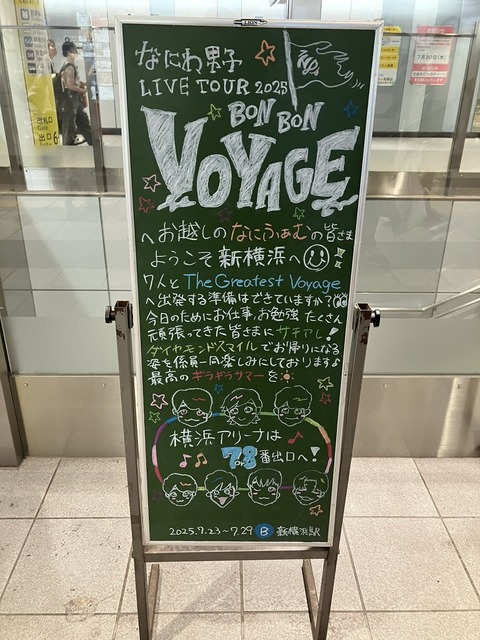 なにわ男子
LIVE TOUR 2025
BON BON
VOYAGE
へお越しのなにふぁむの皆さま
ようこそ新横浜へ
7人と The Greatest Voyage
へ出発する準備はできていますか?
今日のためにお仕事、お勉強 たくさん
頑張ってきた皆さまにサチアレ!
ダイヤモンドスマイルでお帰りになる
姿を係員一同楽しみにしております♪
最高のギラギラサマーを
横浜アリーナは
7or8番出口へ!
2025.7.23~7.29 B 新横浜駅